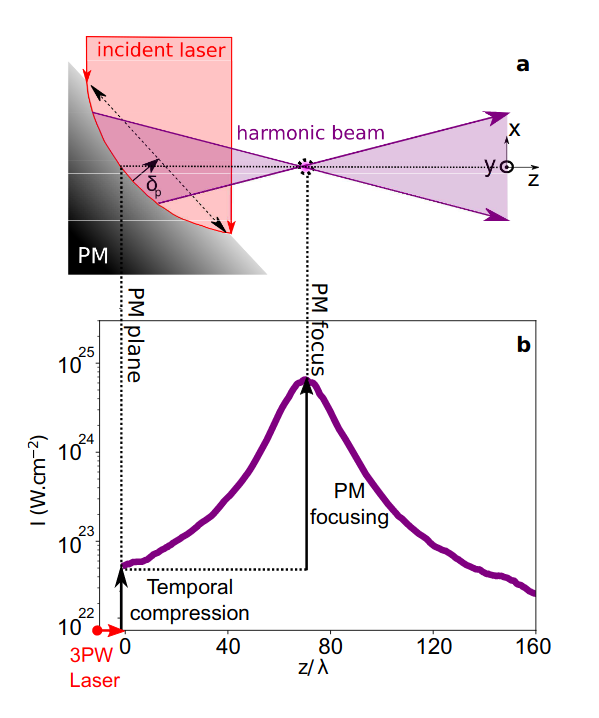 incident laser
a
harmonic beam
x
y
z
δp
PM
PM plane
PM focus
b
10^25
10^24
10^23
10^22
I (W.cm⁻²)
PM
focusing
Temporal
compression
3PW
Laser
0
40
80
120
160
z/ λ